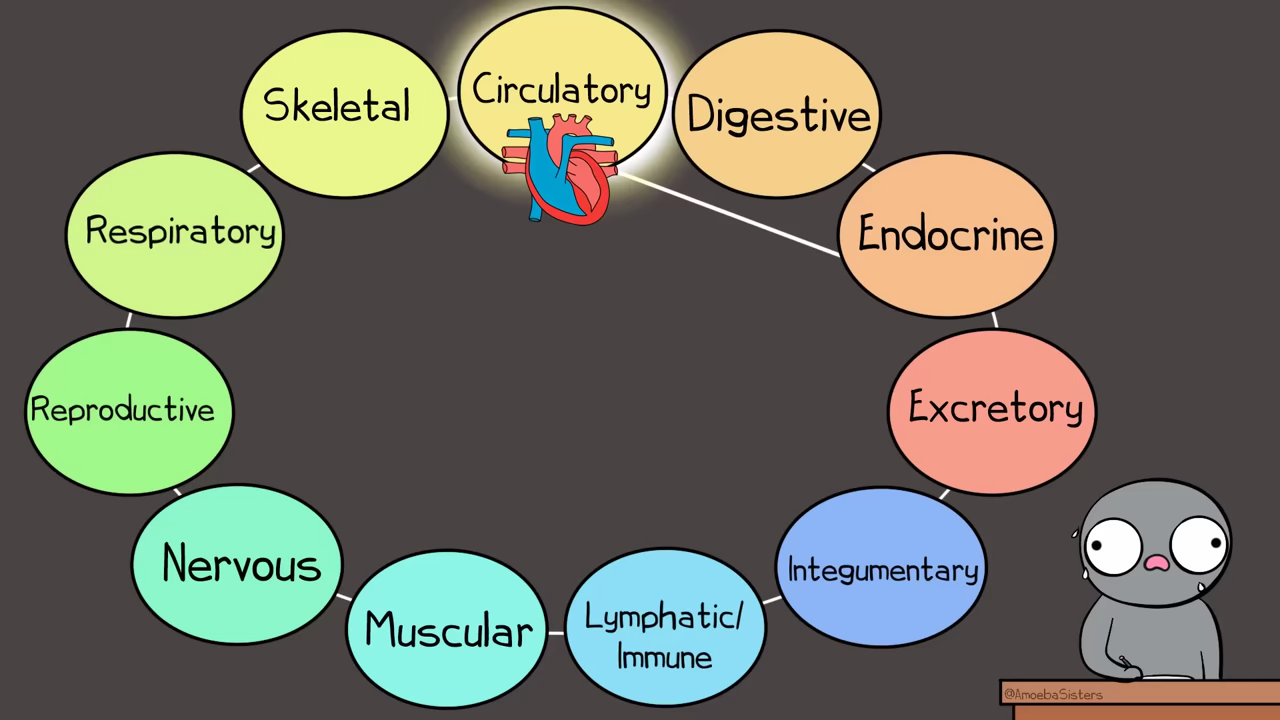 Circulatory
Digestive
Endocrine
Excretory
Integumentary
Lymphatic/
Immune
Muscular
Nervous
Reproductive
Respiratory
Skeletal
@AmoebaSisters